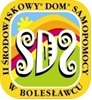 II ŚRODOWISKOWY DOM SAMOPOMOCY
SDS
W BOLESŁAWCU